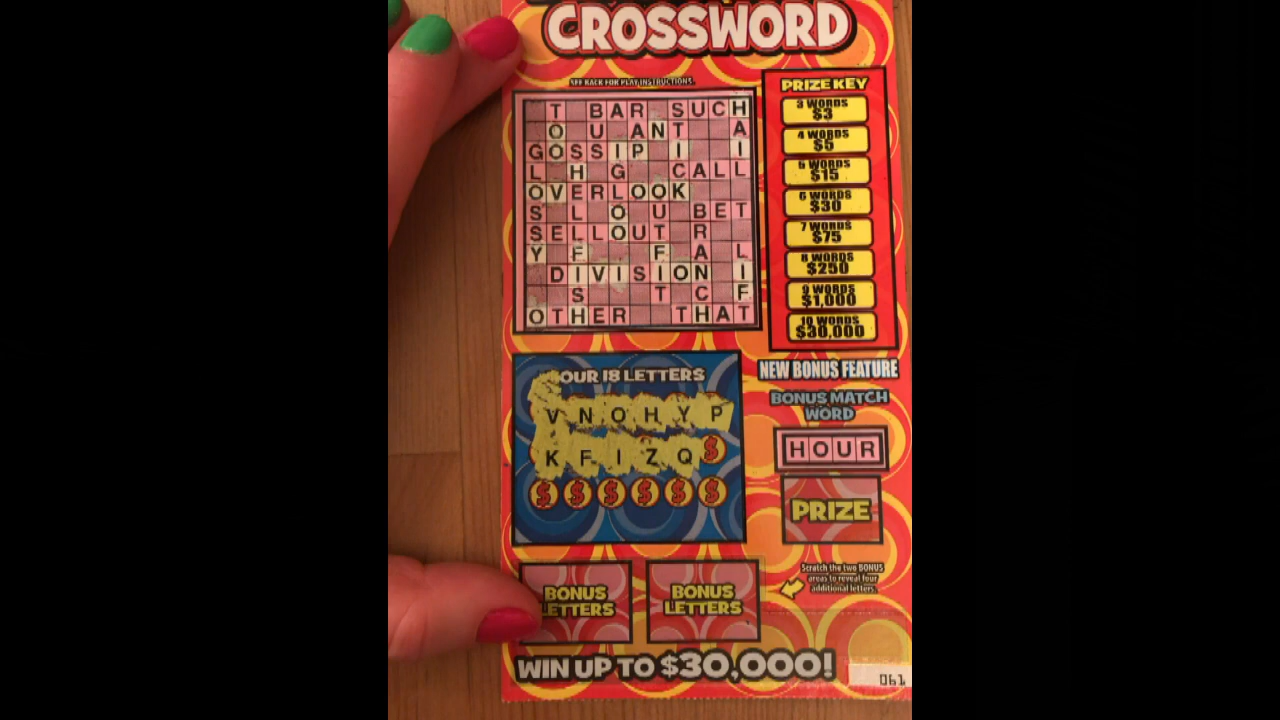 CROSSWORD
SEE BACK FOR PLAY INSTRUCTIONS.
T BAR SUCH
O U ANT A
GOSSIP I I
L H G CALL
OVERLOOK
S L O U BET
SELLOUT R
Y F F A L
DIVISION I
S T C F
OTHER THAT
PRIZE KEY
3 WORDS
$3
4 WORDS
$5
5 WORDS
$15
6 WORDS
$30
7 WORDS
$75
8 WORDS
$250
9 WORDS
$1,000
10 WORDS
$30,000
OUR 18 LETTERS
V N O H Y P
K F I Z Q $
$ $ $ $ $ $
NEW BONUS FEATURE
BONUS MATCH
WORD
HOUR
PRIZE
Scratch the two BONUS
areas to reveal four
additional letters.
BONUS
LETTERS
BONUS
LETTERS
WIN UP TO $30,000!
061